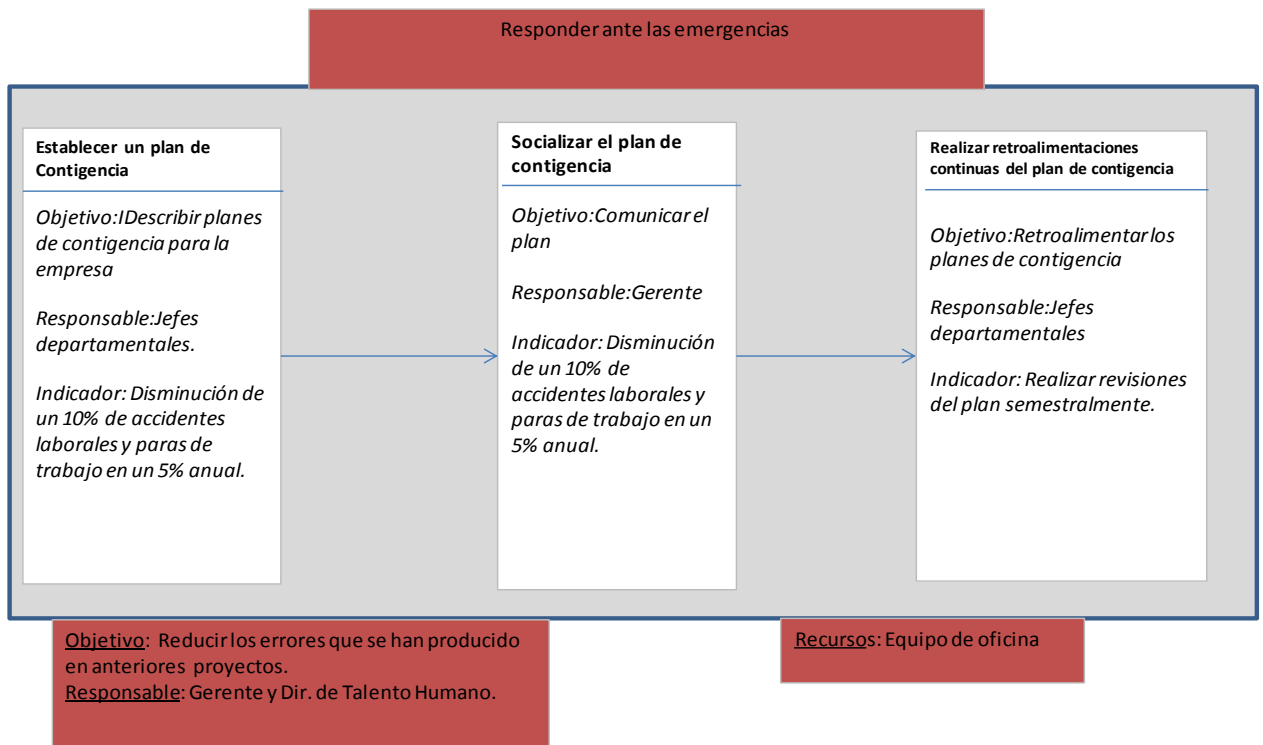 Responder ante las emergencias
Establecer un plan de
Contigencia
Objetivo:IDescribir planes
de contigencia para la
empresa
Responsable:Jefes
departamentales.
Indicador: Disminución de
un 10% de accidentes
laborales y paras de
trabajo en un 5% anual.
Socializar el plan de
contigencia
Objetivo:Comunicar el
plan
Responsable:Gerente
Indicador: Disminución
de un 10% de
accidentes laborales y
paras de trabajo en un
5% anual.
Realizar retroalimentaciones
continuas del plan de contigencia
Objetivo:Retroalimentar los
planes de contigencia
Responsable:Jefes
departamentales
Indicador: Realizar revisiones
del plan semestralmente.
Objetivo: Reducir los errores que se han producido
en anteriores proyectos.
Responsable: Gerente y Dir. de Talento Humano.
Recursos: Equipo de oficina